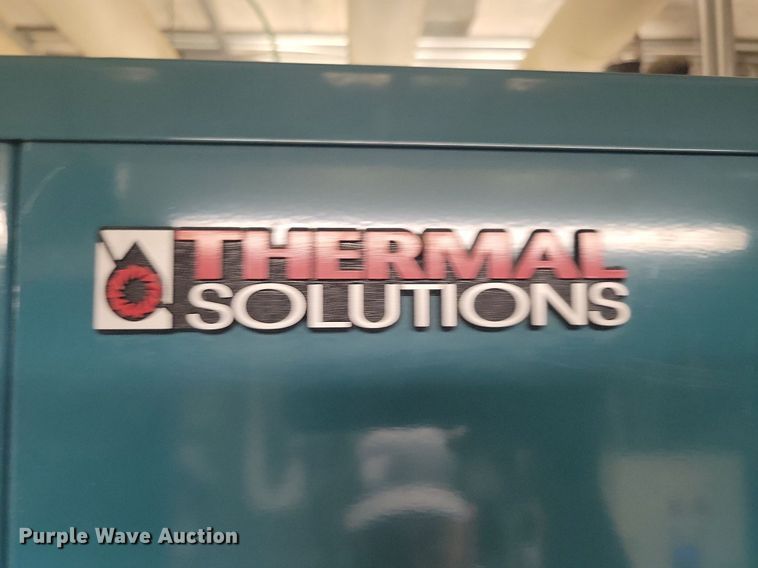 THERMAL
SOLUTIONS
Purple Wave Auction